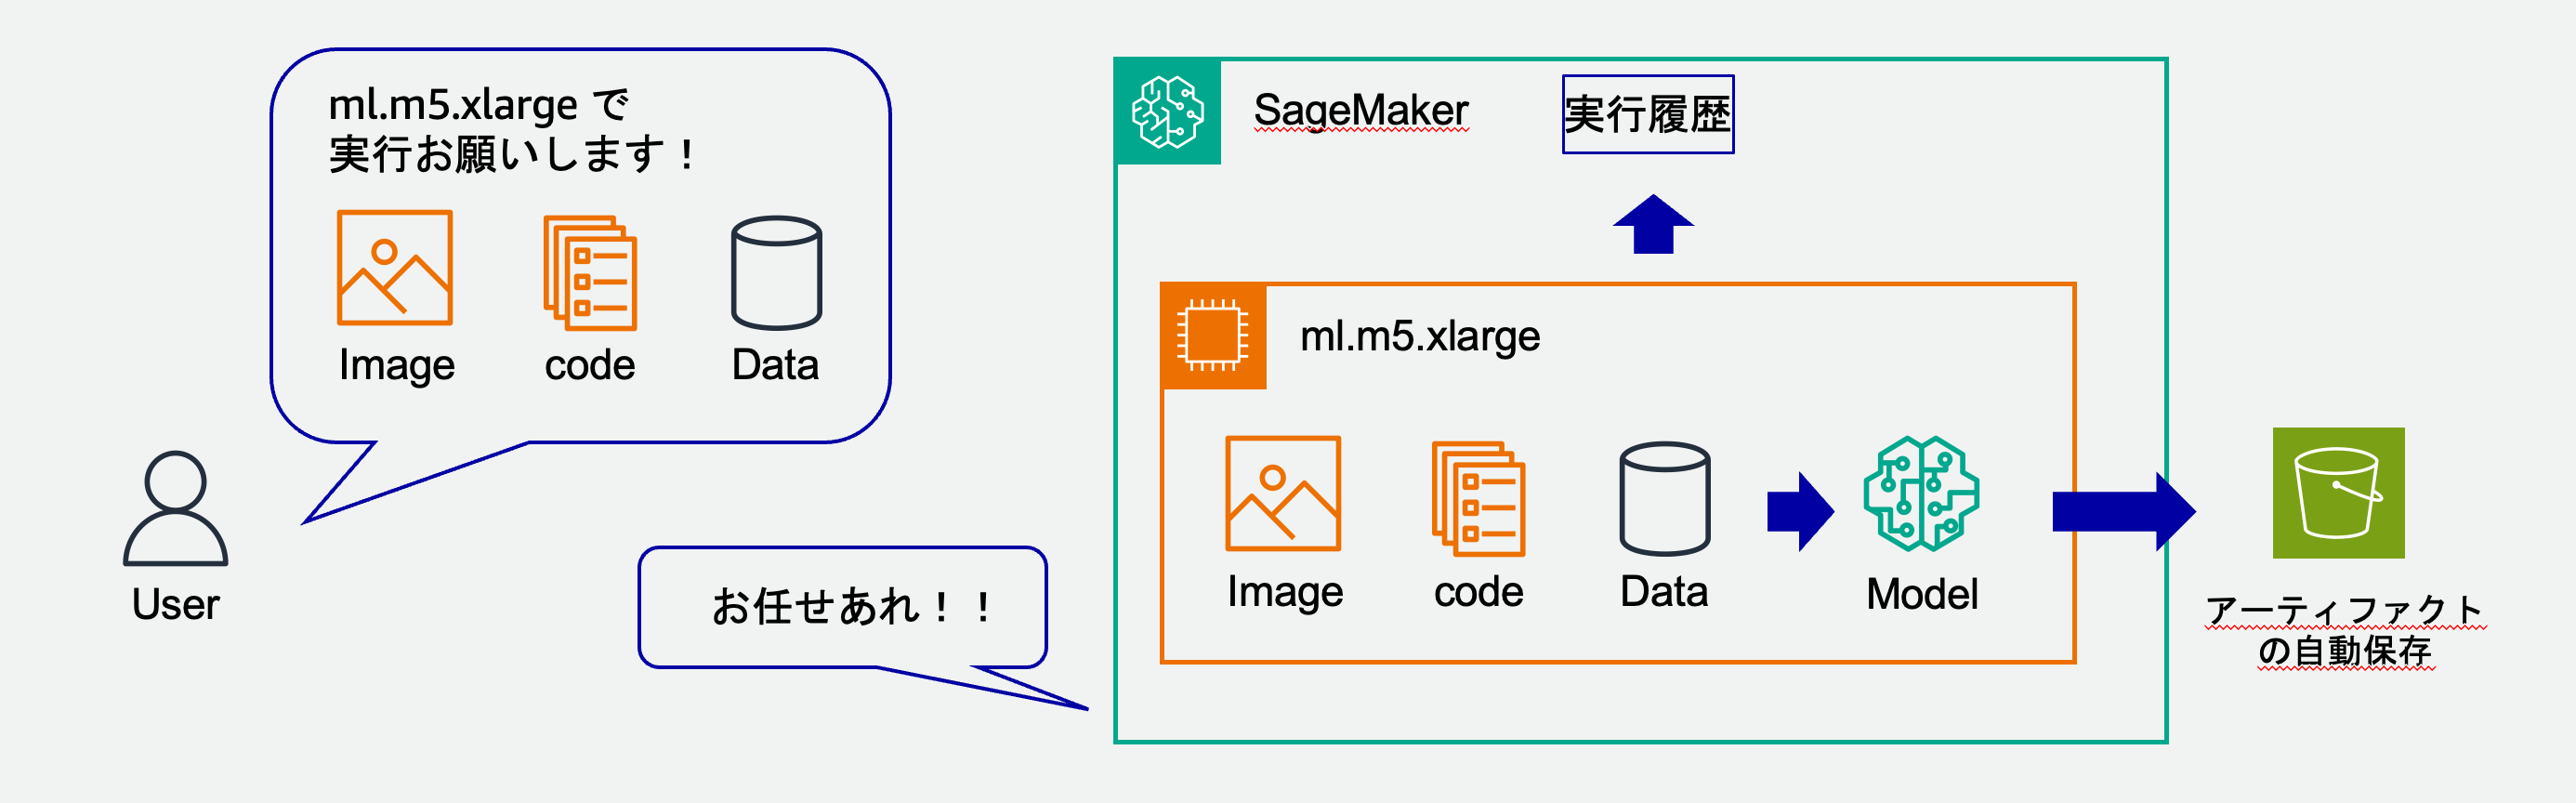 ml.m5.xlarge で
実行お願いします！
Image
code
Data
User
お任せあれ！！
SageMaker
実行履歴
ml.m5.xlarge
Image
code
Data
Model
アーティファクト
の自動保存